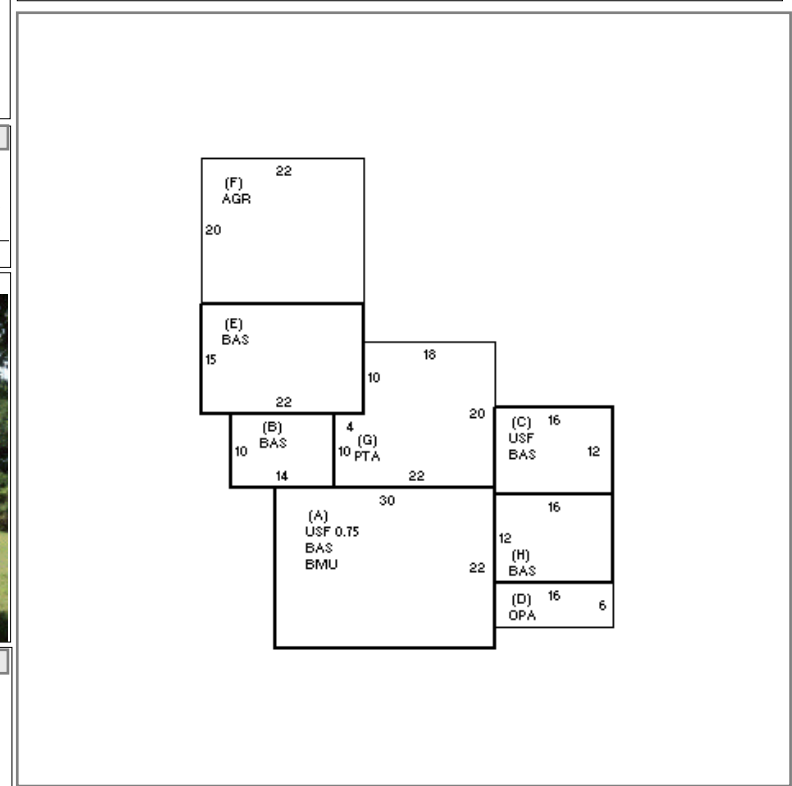 22
(F)
AGR
20
(E)
BAS
15
22
18
10
20
4
(B)
BAS
10
14
10
(G)
PTA
22
(C)
USF
BAS
16
12
30
(A)
USF 0.75
BAS
BMU
22
16
12
(H)
BAS
(D)
OPA
16
6